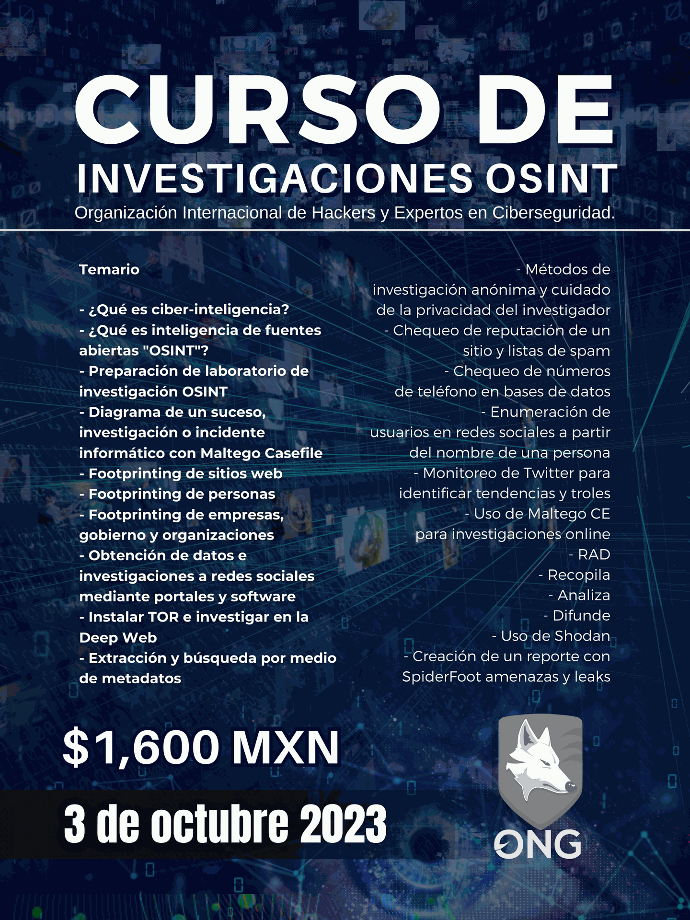 CURSO DE
INVESTIGACIONES OSINT
Organización Internacional de Hackers y Expertos en Ciberseguridad.
Temario
- ¿Qué es ciber-inteligencia?
- ¿Qué es inteligencia de fuentes
abiertas "OSINT"?
- Preparación de laboratorio de
investigación OSINT
- Diagrama de un suceso,
investigación o incidente
informático con Maltego Casefile
- Footprinting de sitios web
- Footprinting de personas
- Footprinting de empresas,
gobierno y organizaciones
- Obtención de datos e
investigaciones a redes sociales
mediante portales y software
- Instalar TOR e investigar en la
Deep Web
- Extracción y búsqueda por medio
de metadatos
- Métodos de
investigación anónima y cuidado
de la privacidad del investigador
- Chequeo de reputación de un
sitio y listas de spam
- Chequeo de números
de teléfono en bases de datos
- Enumeración de
usuarios en redes sociales a partir
del nombre de una persona
- Monitoreo de Twitter para
identificar tendencias y troles
- Uso de Maltego CE
para investigaciones online
- RAD
- Recopila
- Analiza
- Difunde
- Uso de Shodan
- Creación de un reporte con
SpiderFoot amenazas y leaks
$1,600 MXN
3 de octubre 2023
ONG